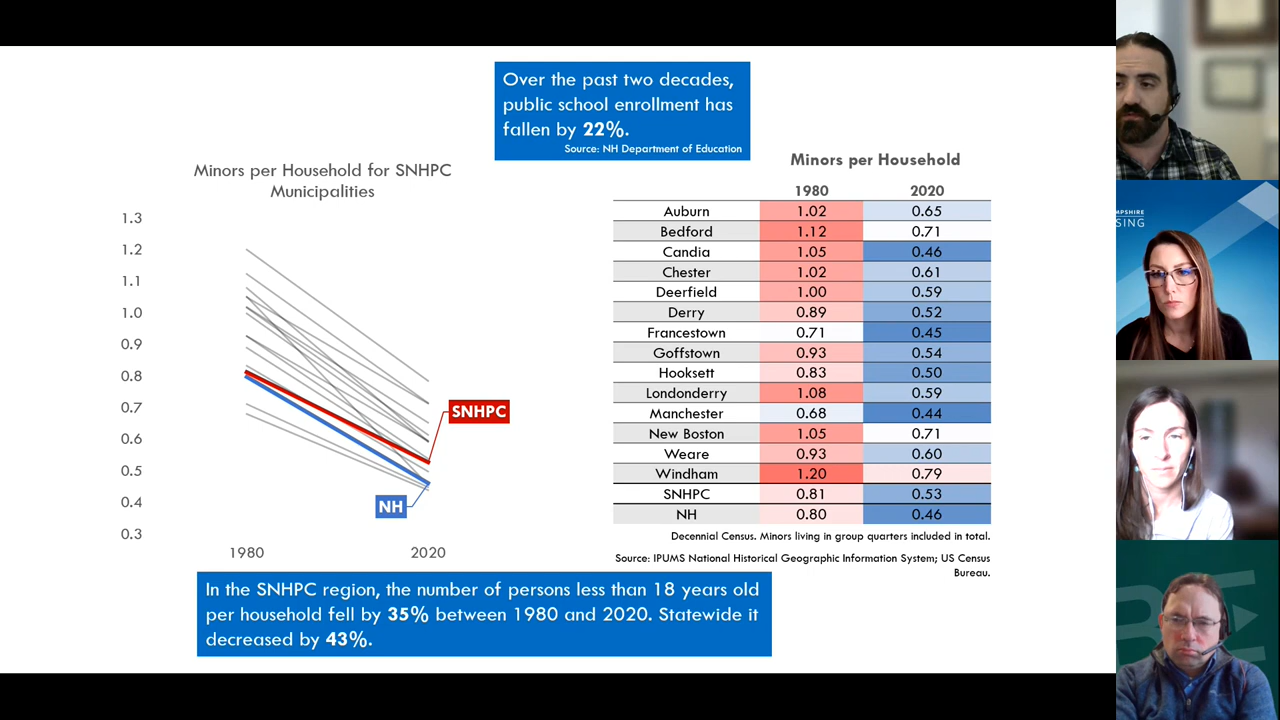 Over the past two decades,
public school enrollment has
fallen by 22%.
Source: NH Department of Education
Minors per Household for SNHPC
Municipalities
1.3
1.2
1.1
1.0
0.9
0.8
0.7
0.6
0.5
0.4
0.3
1980 2020
SNHPC
NH
Minors per Household
1980 2020
Auburn 1.02 0.65
Bedford 1.12 0.71
Candia 1.05 0.46
Chester 1.02 0.61
Deerfield 1.00 0.59
Derry 0.89 0.52
Francestown 0.71 0.45
Goffstown 0.93 0.54
Hooksett 0.83 0.50
Londonderry 1.08 0.59
Manchester 0.68 0.44
New Boston 1.05 0.71
Weare 0.93 0.60
Windham 1.20 0.79
SNHPC 0.81 0.53
NH 0.80 0.46
Decennial Census. Minors living in group quarters included in total.
Source: IPUMS National Historical Geographic Information System; US Census
Bureau.
In the SNHPC region, the number of persons less than 18 years old
per household fell by 35% between 1980 and 2020. Statewide it
decreased by 43%.
MPSHIRE
SING